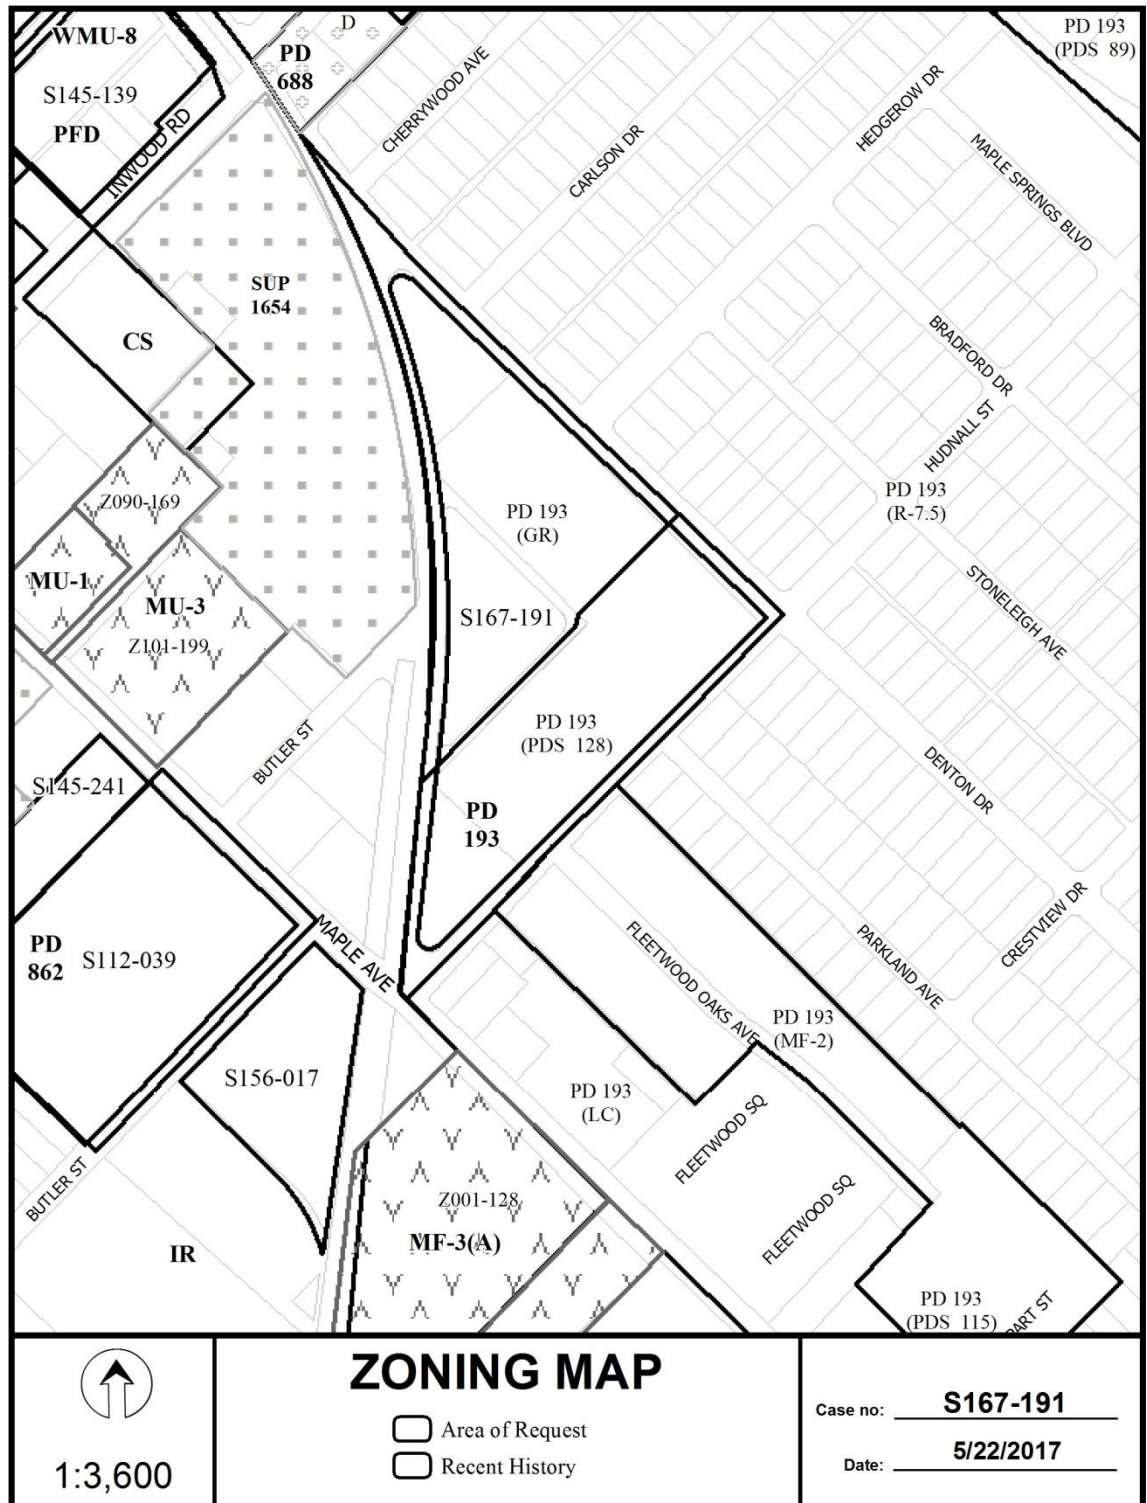 WMU-8
S145-139
PFD
INWOOD RD
D
PD
688
CHERRYWOOD AVE
CARLSON DR
HEDGEROW DR
PD 193
(PDS 89)
MAPLE SPRINGS BLVD
SUP
1654
CS
BRADFORD DR
HUDNALL ST
PD 193
(R-7.5)
PD 193
(GR)
Z090-169
MU-1
MU-3
Z101-199
S167-191
STONELEIGH AVE
PD 193
(PDS 128)
BUTLER ST
S145-241
DENTON DR
PD
193
PD
862
S112-039
MAPLE AVE
FLEETWOOD OAKS AVE
PARKLAND AVE
CRESTVIEW DR
PD 193
(MF-2)
S156-017
PD 193
(LC)
FLEETWOOD SQ
FLEETWOOD SQ
BUTLER ST
IR
Z001-128
MF-3(A)
PD 193
(PDS 115)
PART ST
1:3,600
ZONING MAP
Area of Request
Recent History
Case no: S167-191
Date: 5/22/2017